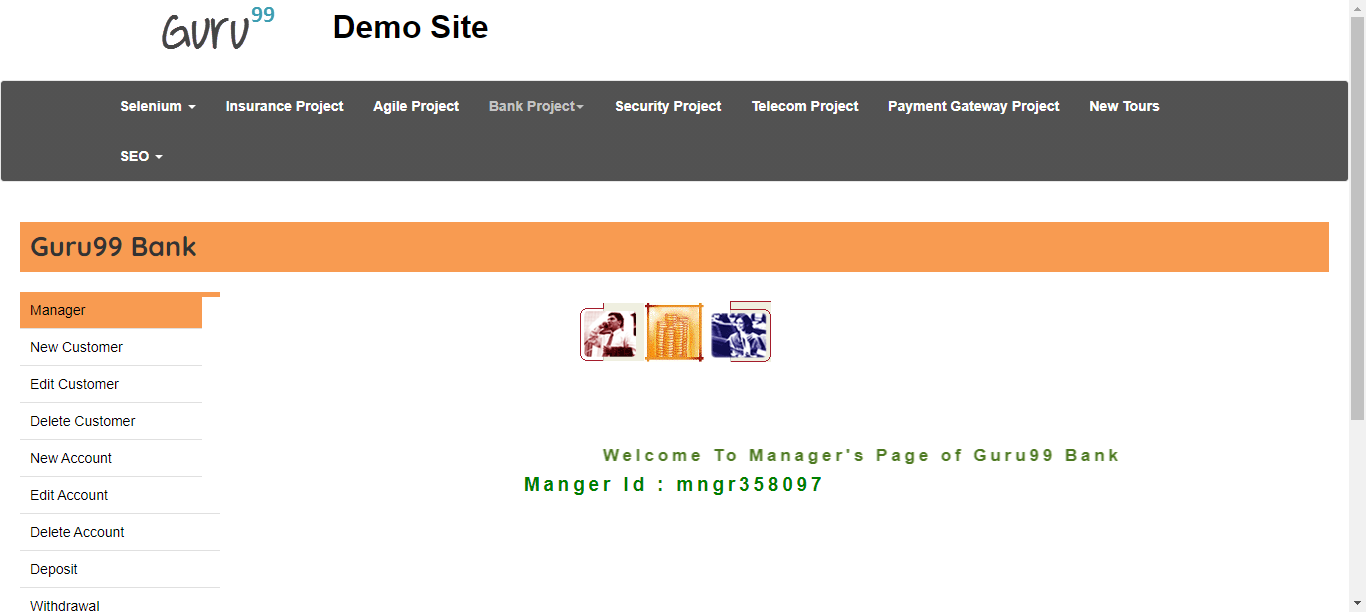 Guru99 Demo Site
Selenium Insurance Project Agile Project Bank Project Security Project Telecom Project Payment Gateway Project New Tours
SEO
Guru99 Bank
Manager
New Customer
Edit Customer
Delete Customer
New Account
Edit Account
Delete Account
Deposit
Withdrawal
Welcome To Manager's Page of Guru99 Bank
Manger Id : mngr358097